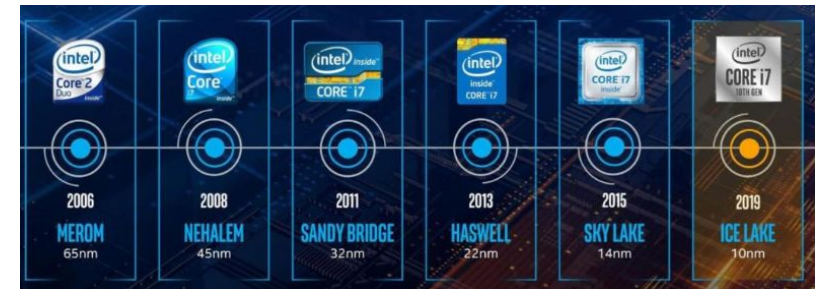 intel
Core 2
Duo
inside
2006
MEROM
65nm
intel
Core
i7
inside
2008
NEHALEM
45nm
intel inside
CORE i7
2011
SANDY BRIDGE
32nm
intel
inside
CORE i7
2013
HASWELL
22nm
intel
CORE i7
inside
2015
SKY LAKE
14nm
intel
CORE i7
10TH GEN
2019
ICE LAKE
10nm